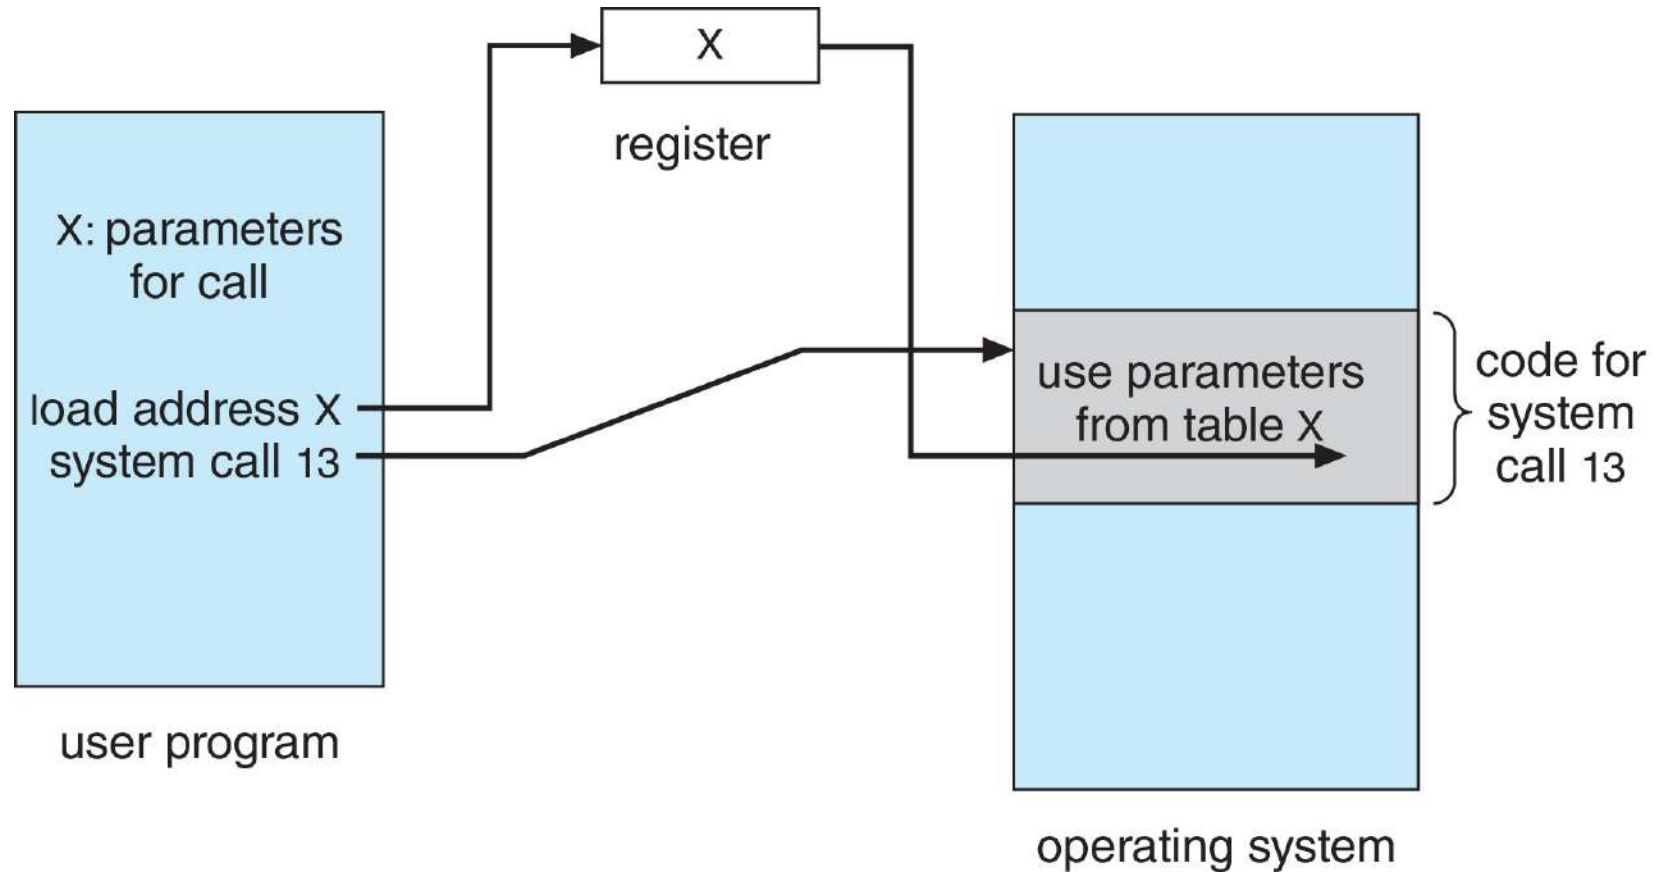 X
register
X: parameters
for call
load address X
system call 13
user program
use parameters
from table X
code for
system
call 13
operating system